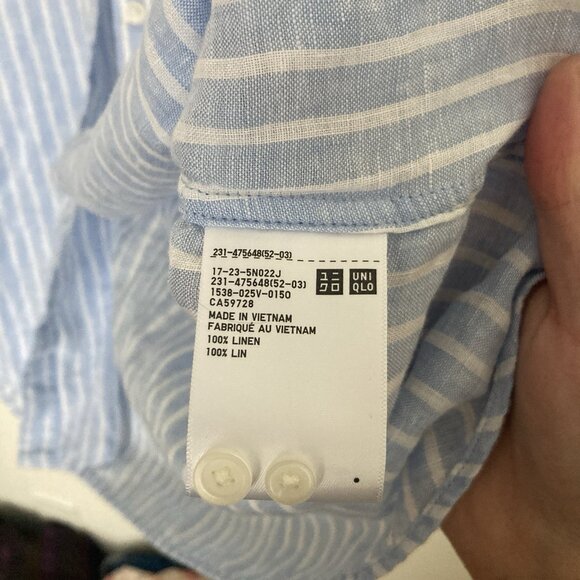 231-475648(52-03)
17-23-5N022J
231-475648(52-03)
1538-025V-0150
CA59728
MADE IN VIETNAM
FABRIQUÉ AU VIETNAM
100% LINEN
100% LIN
ユニ
クロ
UNI
QLO